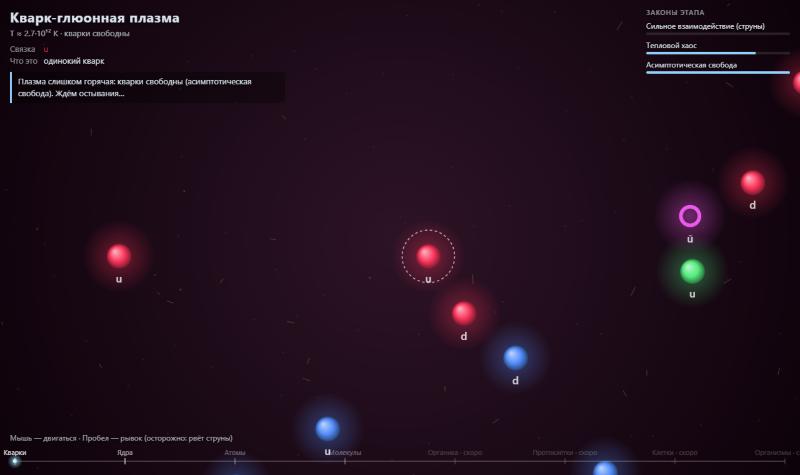 Кварк-глюонная плазма
T ≈ 2.7·10¹² K · кварки свободны
Связка u
Что это одинокий кварк
Плазма слишком горячая: кварки свободны (асимптотическая
свобода). Ждём остывания...
ЗАКОНЫ ЭТАПА
Сильное взаимодействие (струны)
Тепловой хаос
Асимптотическая свобода
d
ū
u
u
u
d
d
u
Мышь — двигаться · Пробел — рывок (осторожно: рвёт струны)
Кварки Ядра Атомы Молекулы Органика · скоро Протоклетки · скоро Клетки · скоро Организмы · с